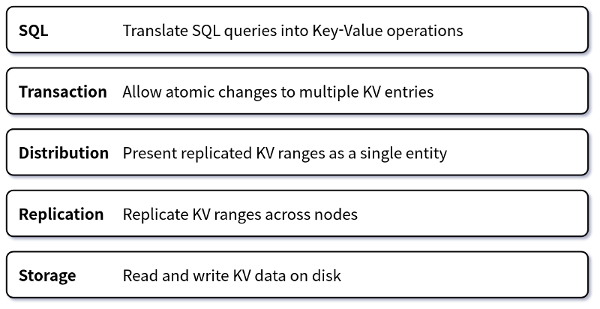 SQL Translate SQL queries into Key-Value operations
Transaction Allow atomic changes to multiple KV entries
Distribution Present replicated KV ranges as a single entity
Replication Replicate KV ranges across nodes
Storage Read and write KV data on disk